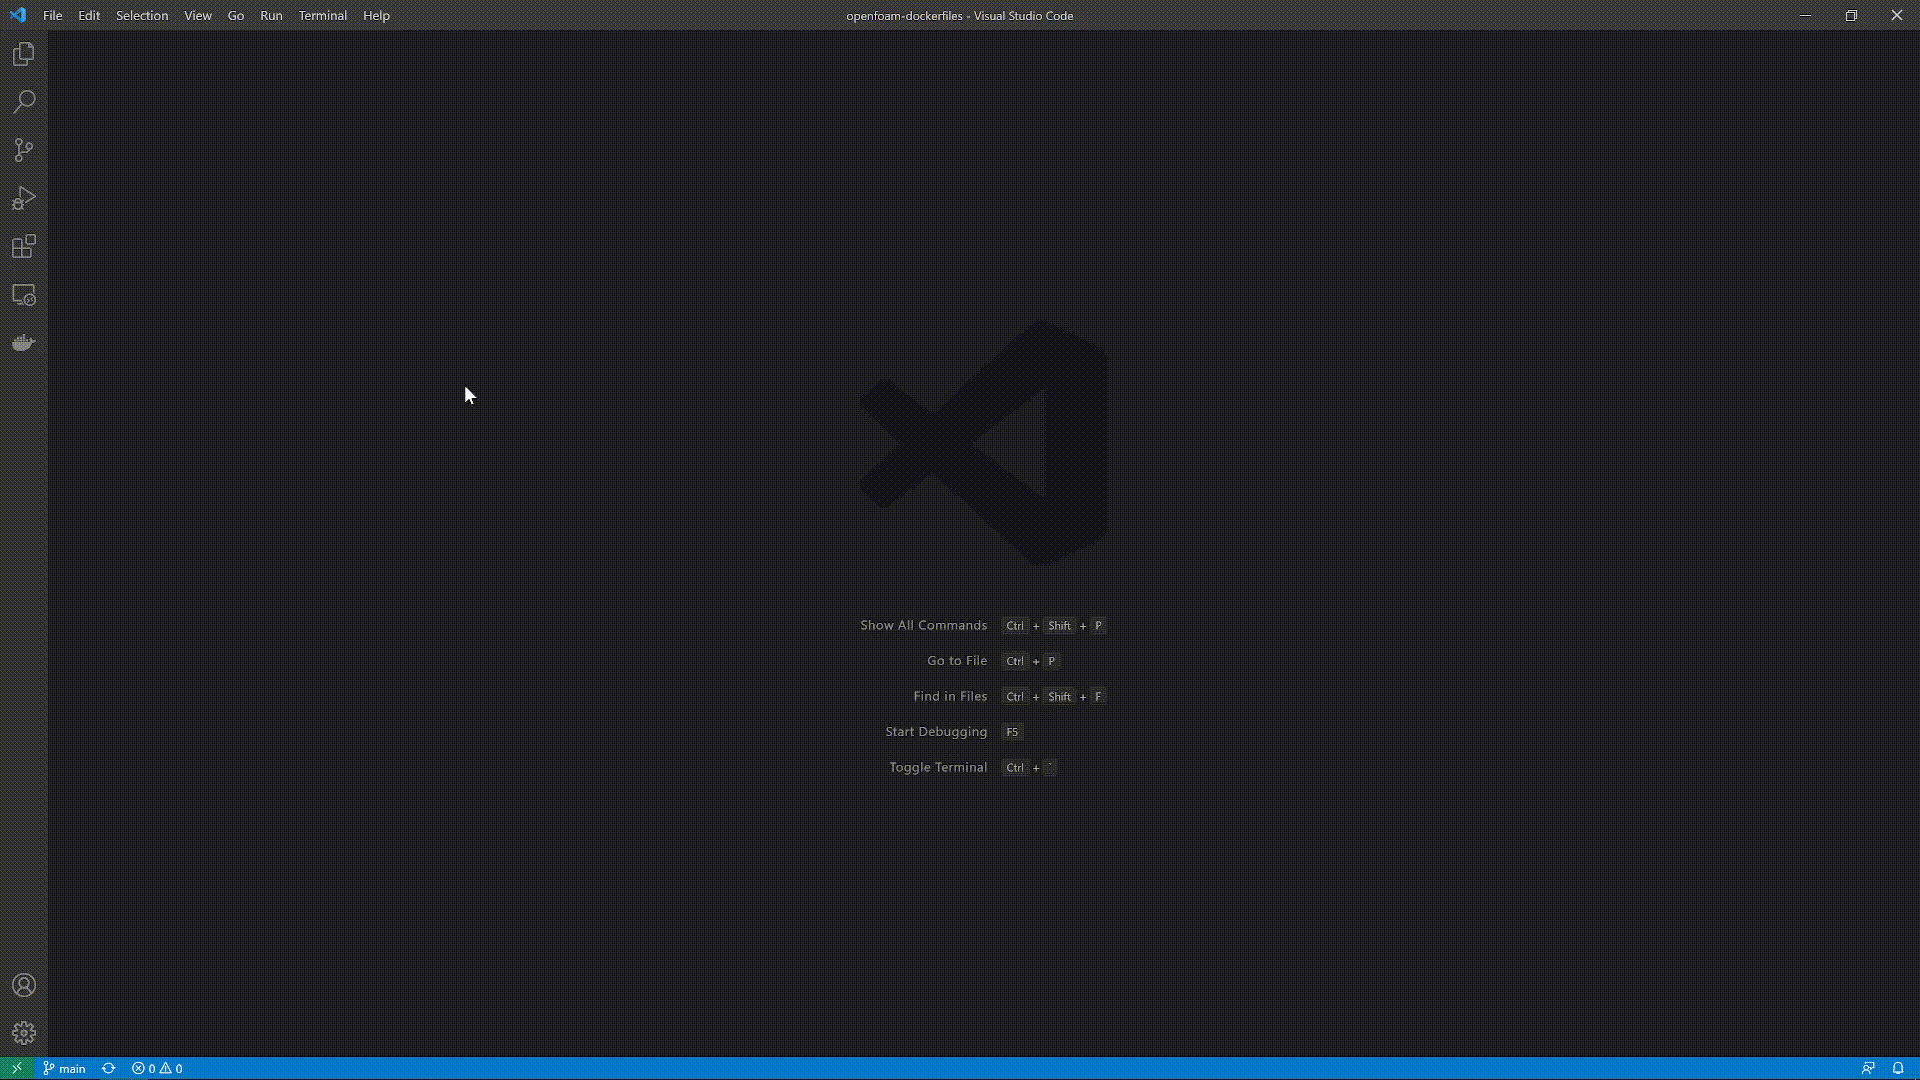 File Edit Selection View Go Run Terminal Help
openfoam-dockerfiles - Visual Studio Code
Show All Commands Ctrl + Shift + P
Go to File Ctrl + P
Find in Files Ctrl + Shift + F
Start Debugging F5
Toggle Terminal Ctrl + `
main 0 0